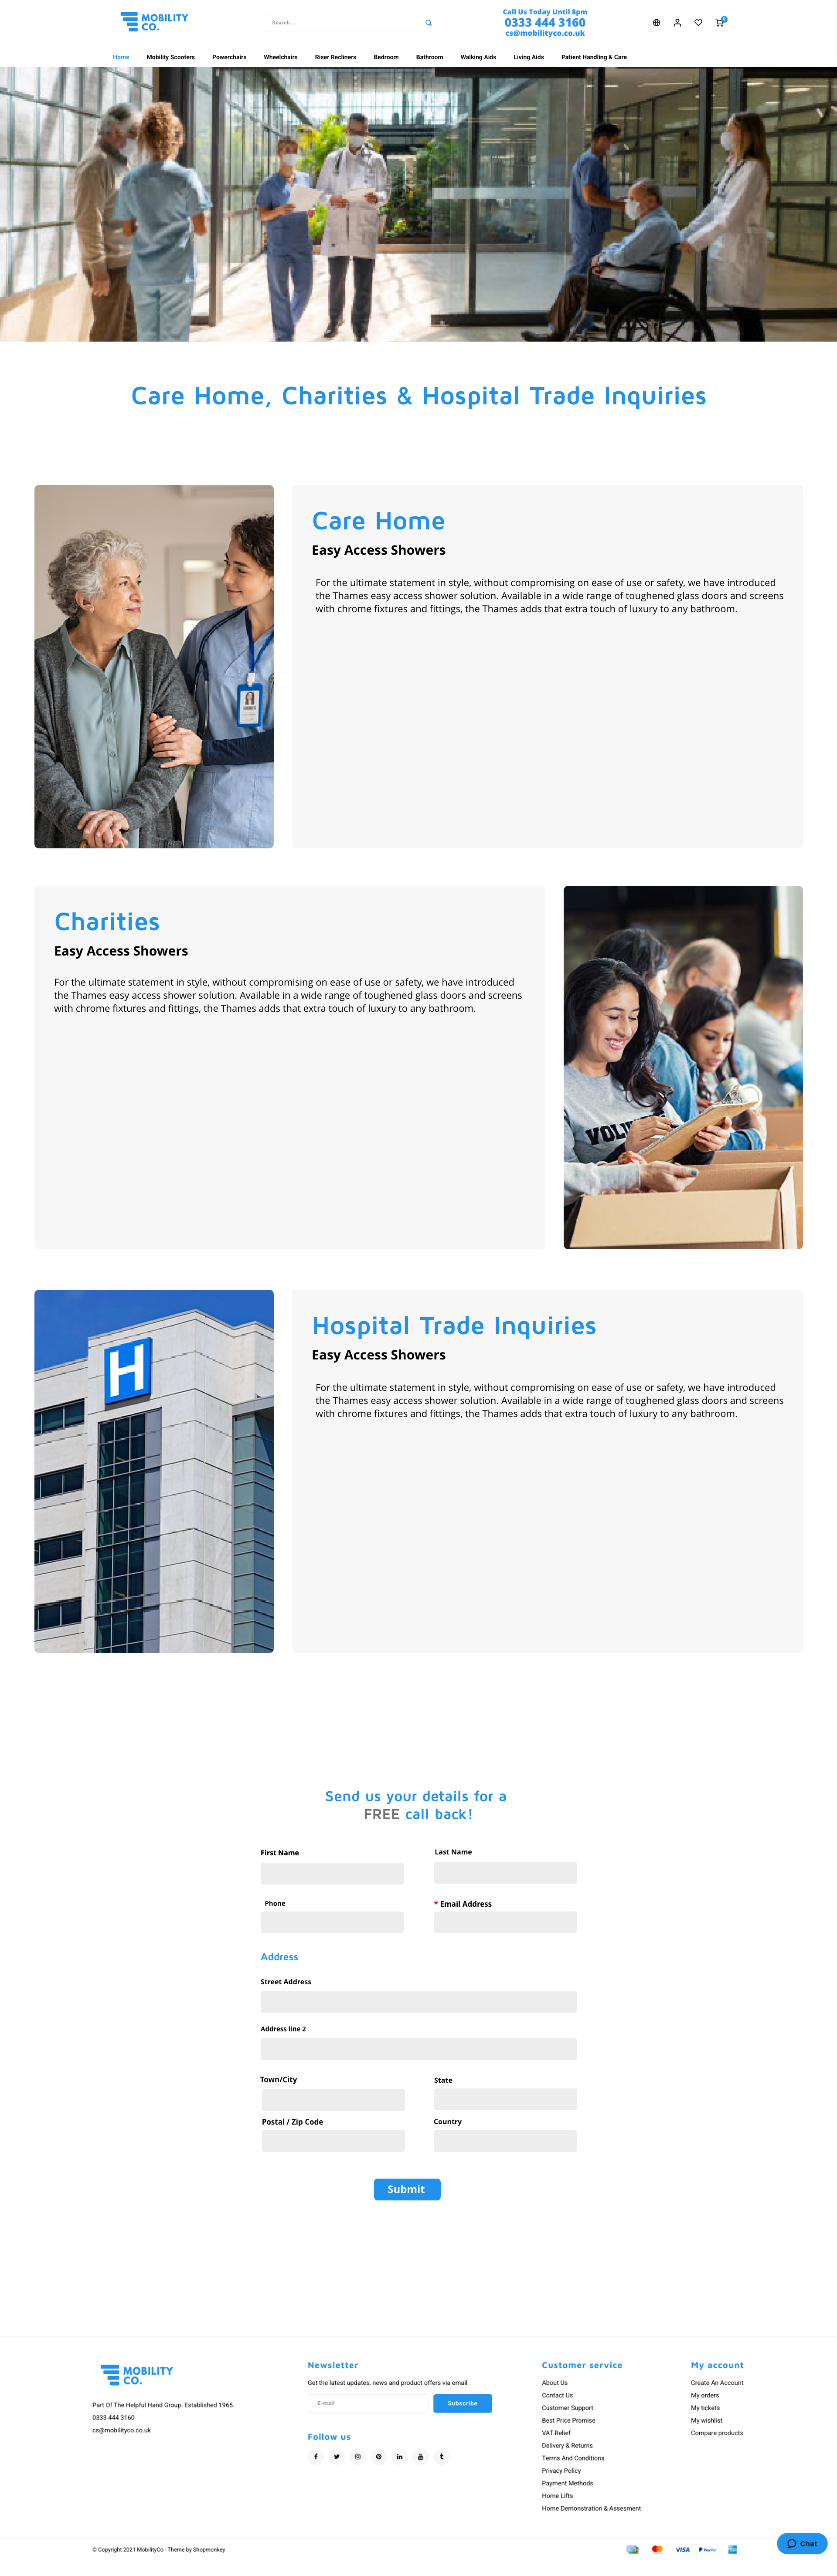 MOBILITY
CO.
Search...
Call Us Today Until 8pm
0333 444 3160
cs@mobilityco.co.uk
0
Home Mobility Scooters Powerchairs Wheelchairs Riser Recliners Bedroom Bathroom Walking Aids Living Aids Patient Handling & Care
Care Home, Charities & Hospital Trade Inquiries
Care Home
Easy Access Showers
For the ultimate statement in style, without compromising on ease of use or safety, we have introduced
the Thames easy access shower solution. Available in a wide range of toughened glass doors and screens
with chrome fixtures and fittings, the Thames adds that extra touch of luxury to any bathroom.
Charities
Easy Access Showers
For the ultimate statement in style, without compromising on ease of use or safety, we have introduced
the Thames easy access shower solution. Available in a wide range of toughened glass doors and screens
with chrome fixtures and fittings, the Thames adds that extra touch of luxury to any bathroom.
H
Hospital Trade Inquiries
Easy Access Showers
For the ultimate statement in style, without compromising on ease of use or safety, we have introduced
the Thames easy access shower solution. Available in a wide range of toughened glass doors and screens
with chrome fixtures and fittings, the Thames adds that extra touch of luxury to any bathroom.
Send us your details for a
FREE call back!
First Name
Last Name
Phone
* Email Address
Address
Street Address
Address line 2
Town/City
State
Postal / Zip Code
Country
Submit
MOBILITY
CO.
Part Of The Helpful Hand Group. Established 1965.
0333 444 3160
cs@mobilityco.co.uk
Newsletter
Get the latest updates, news and product offers via email
E-mail
Subscribe
Follow us
Customer service
About Us
Contact Us
Customer Support
Best Price Promise
VAT Relief
Delivery & Returns
Terms And Conditions
Privacy Policy
Payment Methods
Home Lifts
Home Demonstration & Assesment
My account
Create An Account
My orders
My tickets
My wishlist
Compare products
© Copyright 2021 MobilityCo - Theme by Shopmonkey
VISA
PayPal
Chat